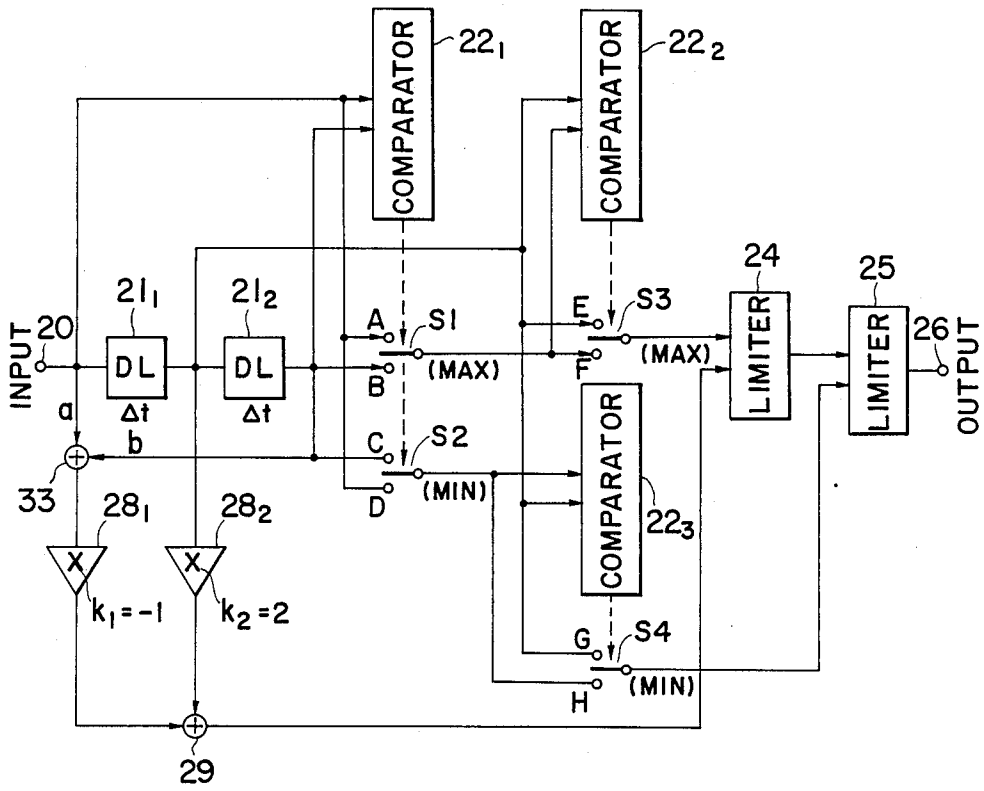 COMPARATOR
22₁
COMPARATOR
22₂
INPUT
20
21₁
DL
Δt
21₂
DL
Δt
A
B
S1
(MAX)
E
F
S3
(MAX)
24
LIMITER
25
LIMITER
26
OUTPUT
a
b
33
C
D
S2
(MIN)
COMPARATOR
22₃
28₁
X
k₁=-1
28₂
X
k₂=2
G
H
S4
(MIN)
29